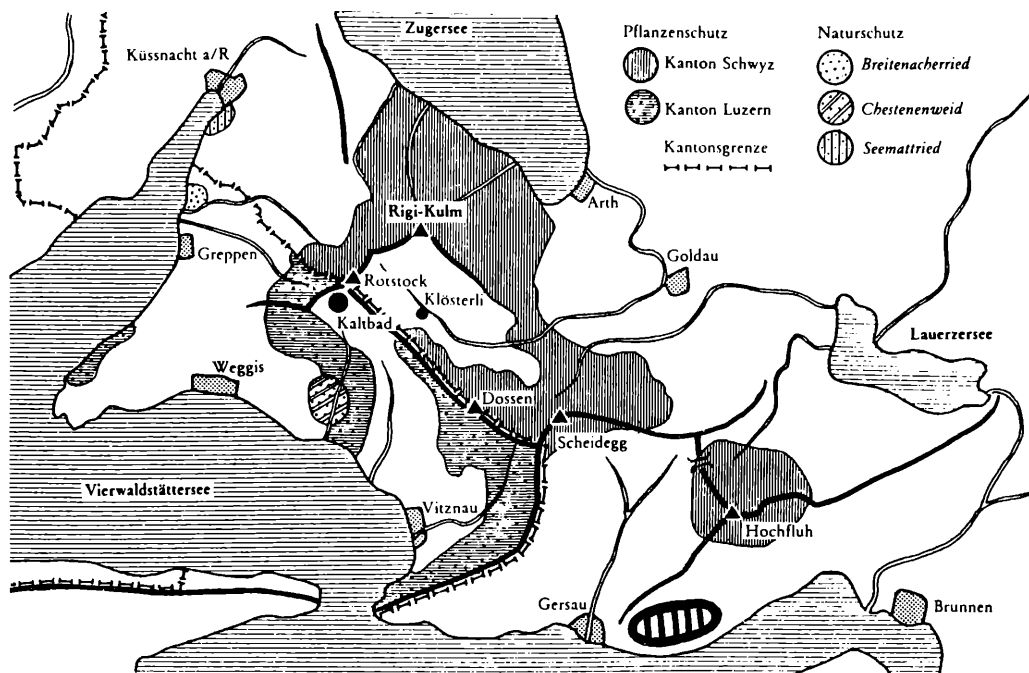 Zugersee
Küssnacht a/R
Pflanzenschutz
Kanton Schwyz
Kanton Luzern
Kantonsgrenze
Naturschutz
Breitenacherried
Chestenenweid
Seemattried
Arth
Rigi-Kulm
Greppen
Goldau
Rotstock
Klösterli
Kaltbad
Lauerzersee
Weggis
Dossen
Scheidegg
Vierwaldstättersee
Vitznau
Hochfluh
Gersau
Brunnen